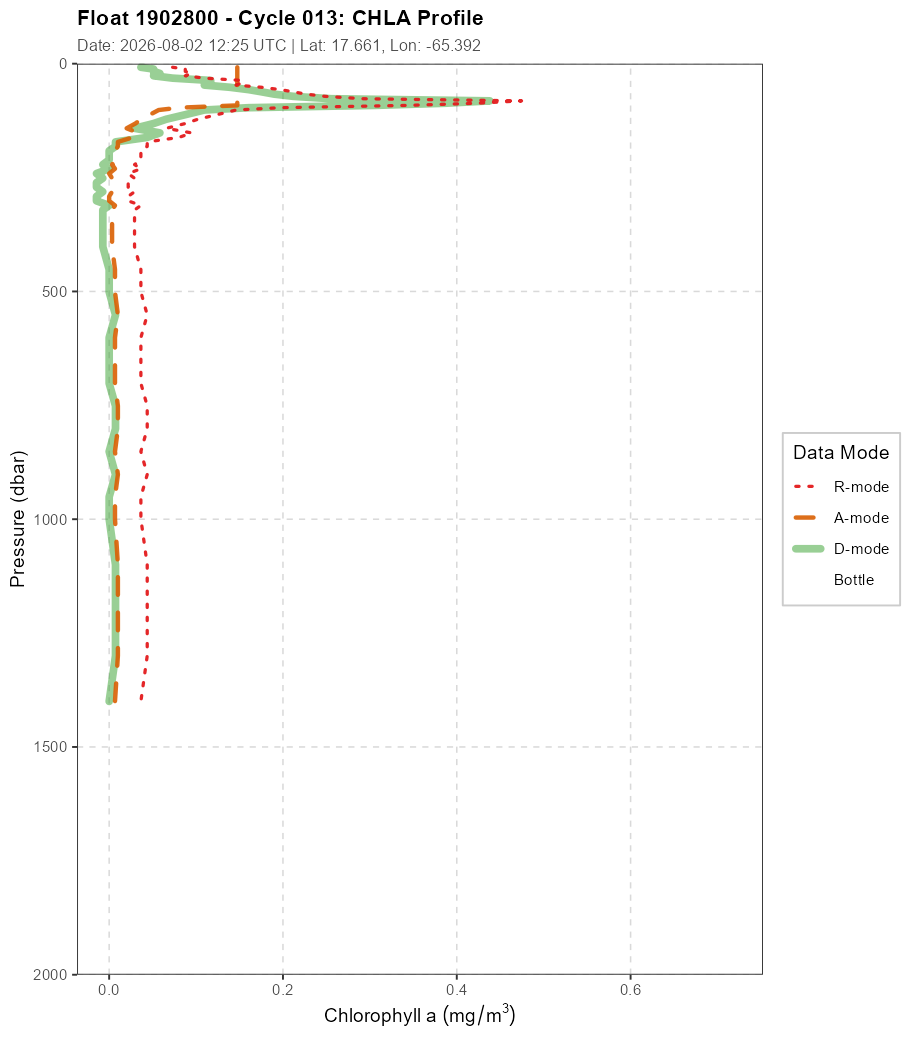 Float 1902800 - Cycle 013: CHLA Profile
Date: 2026-08-02 12:25 UTC | Lat: 17.661, Lon: -65.392
0
500
1000
1500
2000
Pressure (dbar)
0.0 0.2 0.4 0.6
Chlorophyll a (mg/m³)
Data Mode
R-mode
A-mode
D-mode
Bottle